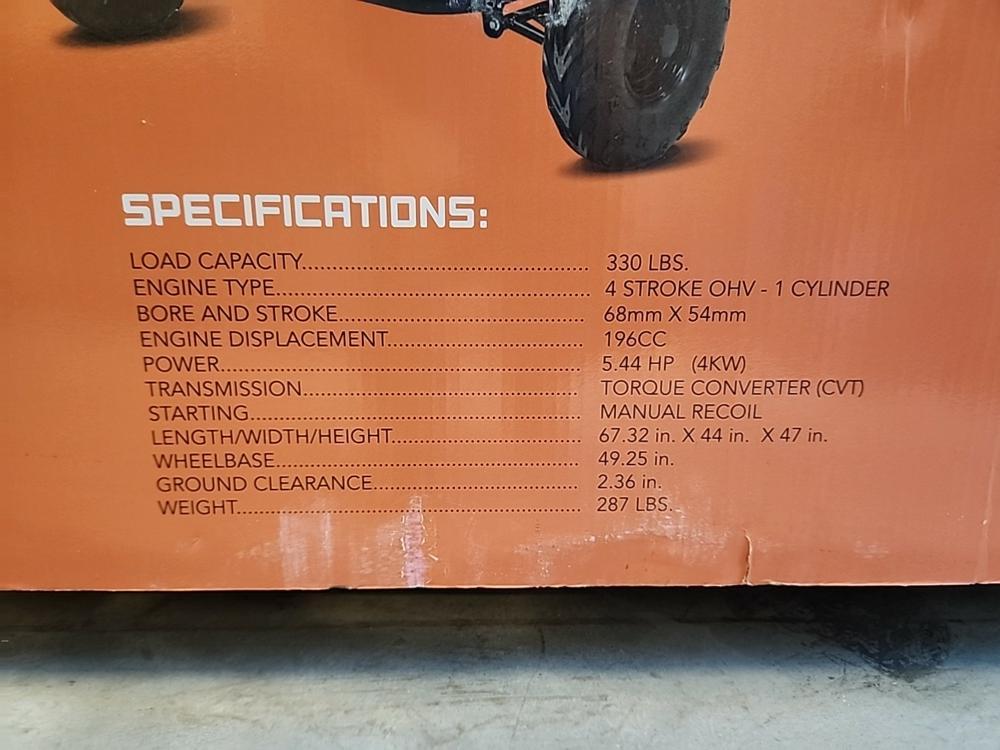 SPECIFICATIONS:
LOAD CAPACITY........................................... 330 LBS.
ENGINE TYPE................................................ 4 STROKE OHV - 1 CYLINDER
BORE AND STROKE..................................... 68mm X 54mm
ENGINE DISPLACEMENT............................. 196CC
POWER...................................................... 5.44 HP (4KW)
TRANSMISSION.......................................... TORQUE CONVERTER (CVT)
STARTING.................................................. MANUAL RECOIL
LENGTH/WIDTH/HEIGHT............................ 67.32 in. X 44 in. X 47 in.
WHEELBASE.............................................. 49.25 in.
GROUND CLEARANCE............................... 2.36 in.
WEIGHT.................................................... 287 LBS.